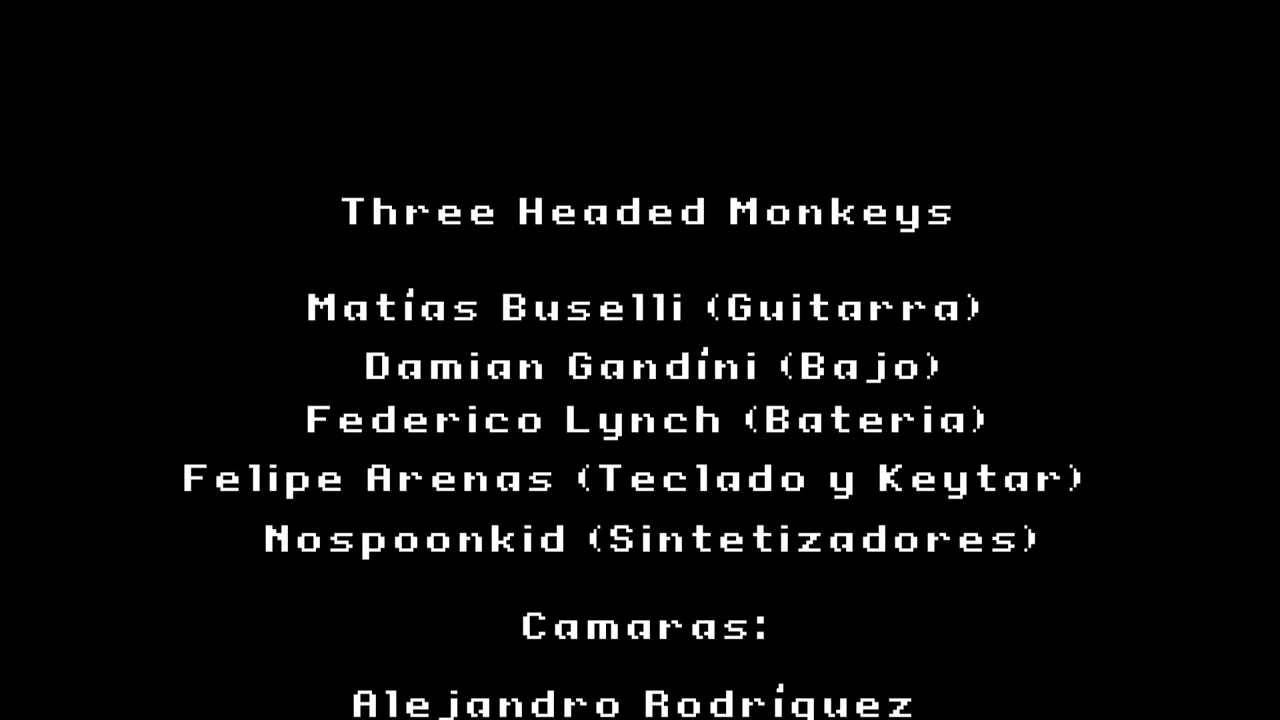 Three Headed Monkeys
Matías Buselli (Guitarra)
Damian Gandíni (Bajo)
Federico Lynch (Bateria)
Felipe Arenas (Teclado y Keytar)
Nospoonkid (Sintetizadores)
Camaras:
Alejandro Rodríguez